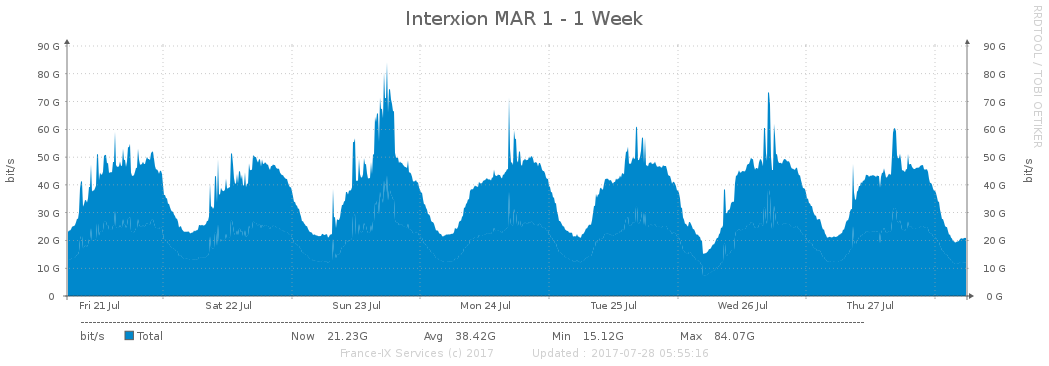 Interxion MAR 1 - 1 Week
RRDTOOL / TOBI OETIKER
bit/s
90 G 90 G
80 G 80 G
70 G 70 G
60 G 60 G
50 G 50 G
40 G 40 G
30 G 30 G
20 G 20 G
10 G 10 G
0 0 G
bit/s
Fri 21 Jul Sat 22 Jul Sun 23 Jul Mon 24 Jul Tue 25 Jul Wed 26 Jul Thu 27 Jul
bit/s Total Now 21.23G Avg 38.42G Min 15.12G Max 84.07G
France-IX Services (c) 2017 Updated : 2017-07-28 05:55:16